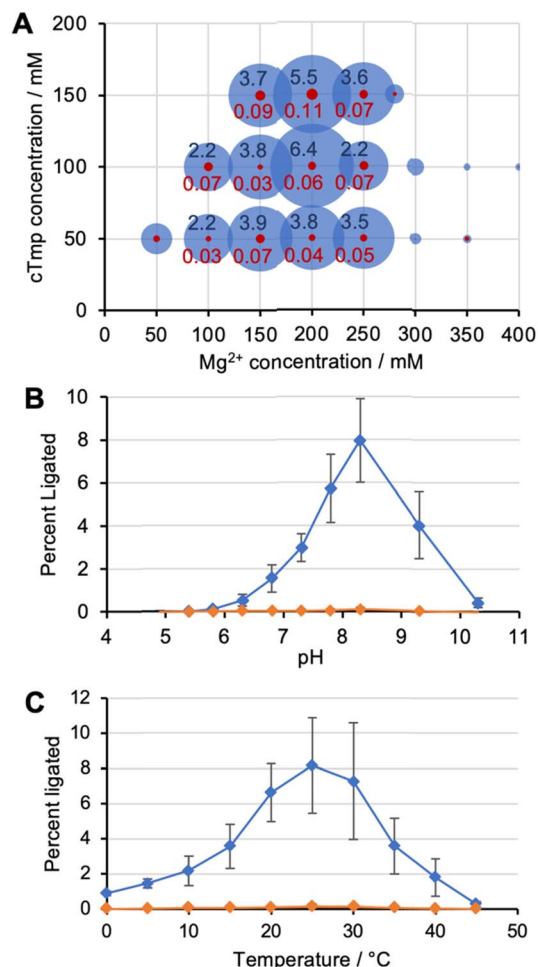 A
200
150
100
50
0
cTmp concentration / mM
3.7 5.5 3.6
0.09 0.11 0.07
2.2 3.8 6.4 2.2
0.07 0.03 0.06 0.07
2.2 3.9 3.8 3.5
0.03 0.07 0.04 0.05
0 50 100 150 200 250 300 350 400
Mg²⁺ concentration / mM
B
10
8
6
4
2
0
Percent Ligated
4 5 6 7 8 9 10 11
pH
C
12
10
8
6
4
2
0
Percent ligated
0 10 20 30 40 50
Temperature / °C